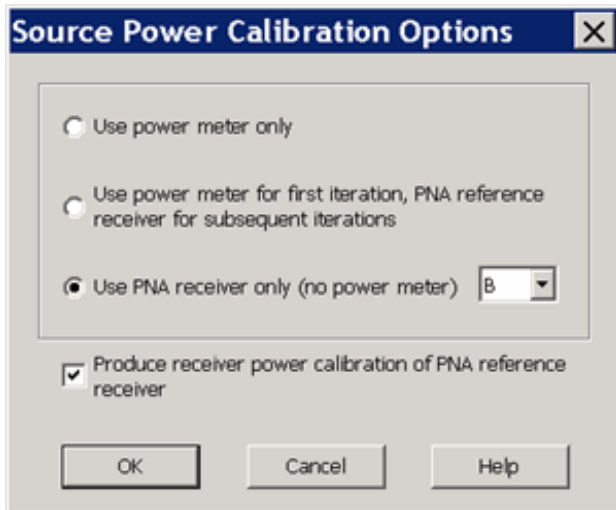 Source Power Calibration Options
Use power meter only
Use power meter for first iteration, PNA reference
receiver for subsequent iterations
Use PNA receiver only (no power meter) B
Produce receiver power calibration of PNA reference
receiver
OK Cancel Help